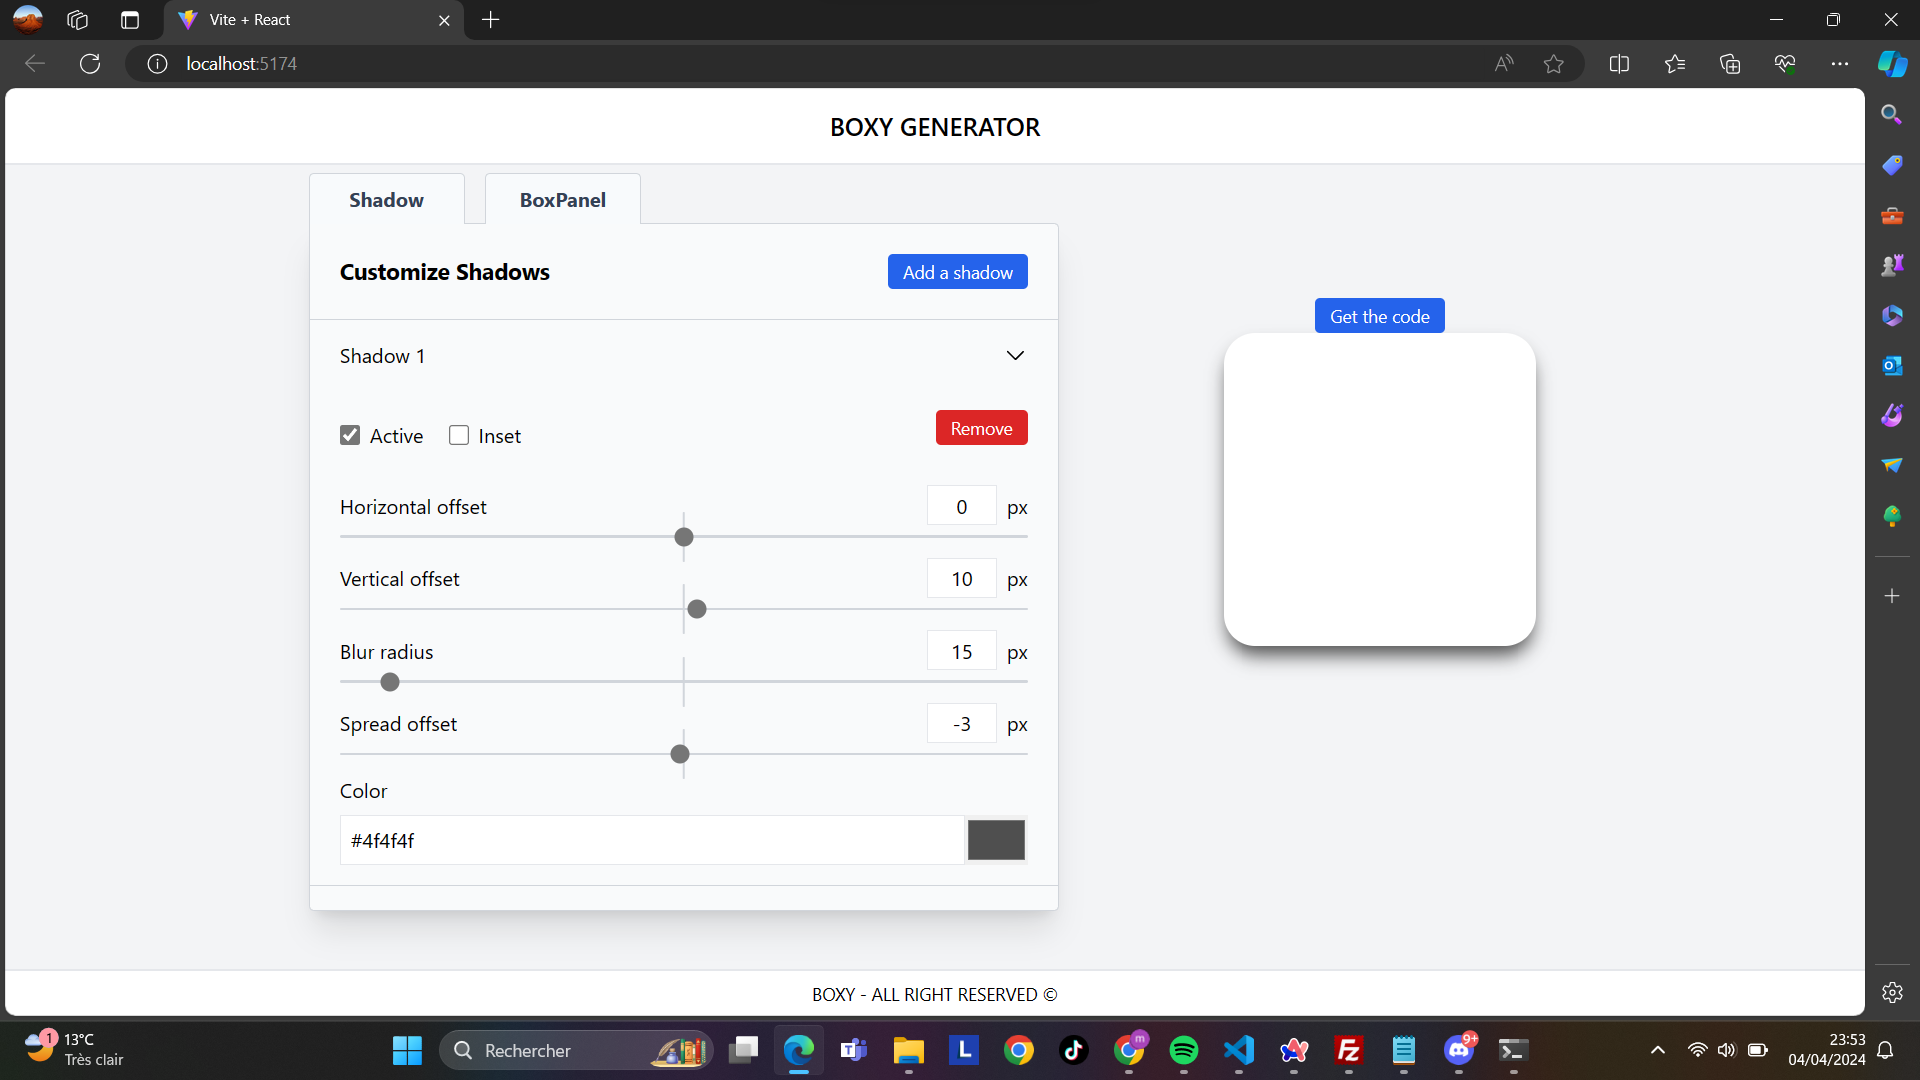 Vite + React
localhost:5174
BOXY GENERATOR
Shadow
BoxPanel
Customize Shadows
Add a shadow
Get the code
Shadow 1
Active
Inset
Remove
Horizontal offset
0 px
Vertical offset
10 px
Blur radius
15 px
Spread offset
-3 px
Color
#4f4f4f
BOXY - ALL RIGHT RESERVED ©
1
13°C
Très clair
Rechercher
L
m
9+
23:53
04/04/2024